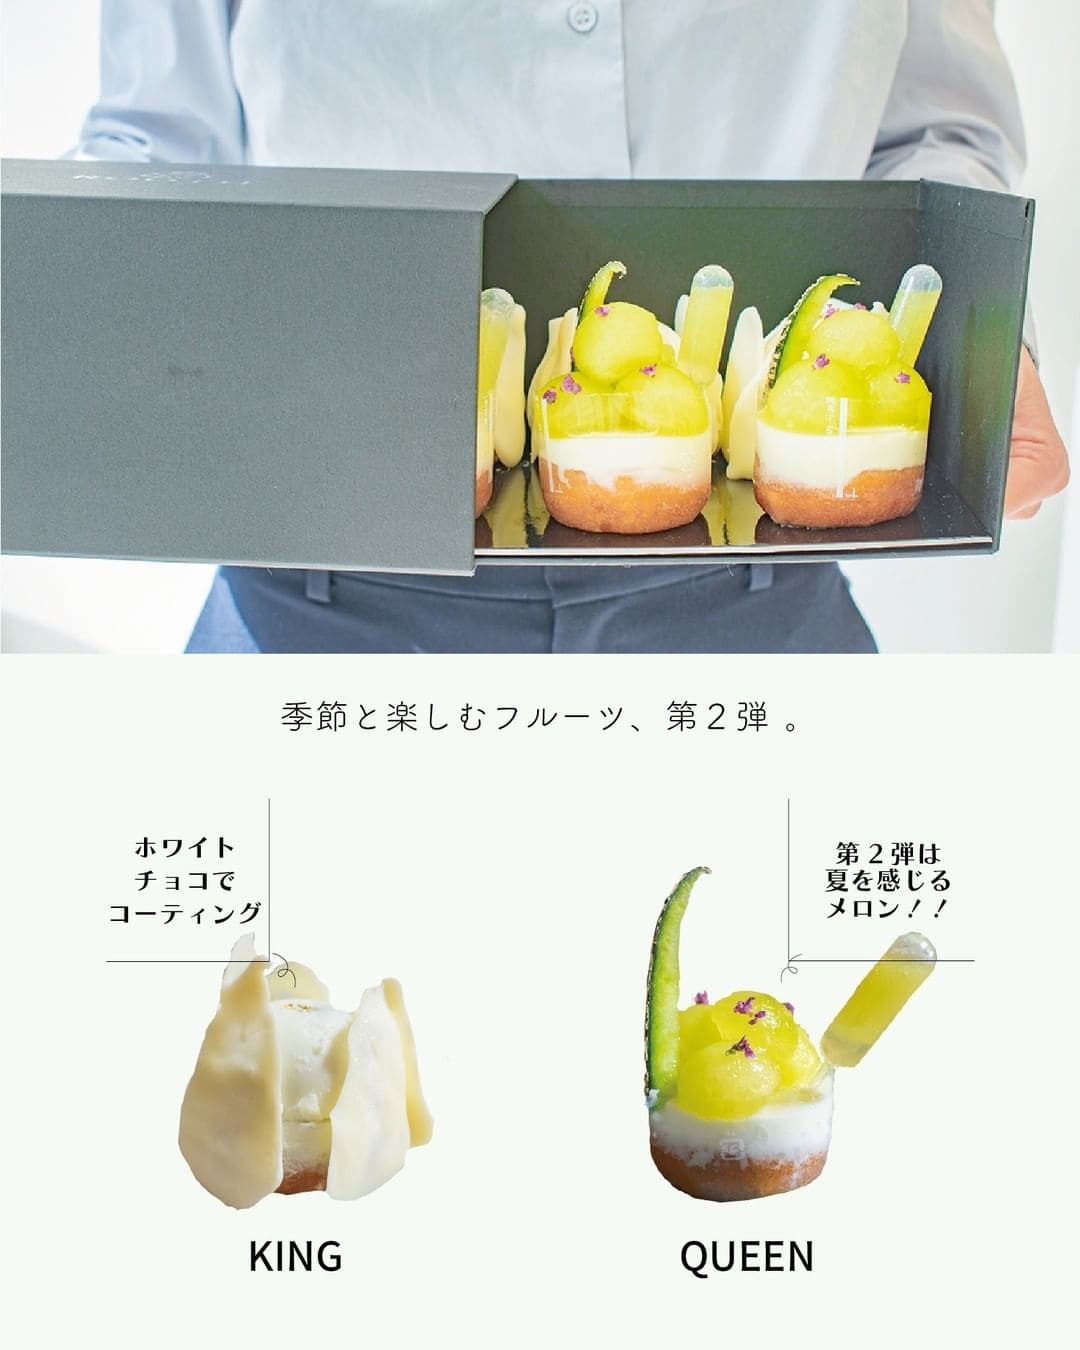 季節と楽しむフルーツ、第２弾 。
ホワイト
チョコで
コーティング
第２弾は
夏を感じる
メロン！！
KING
QUEEN